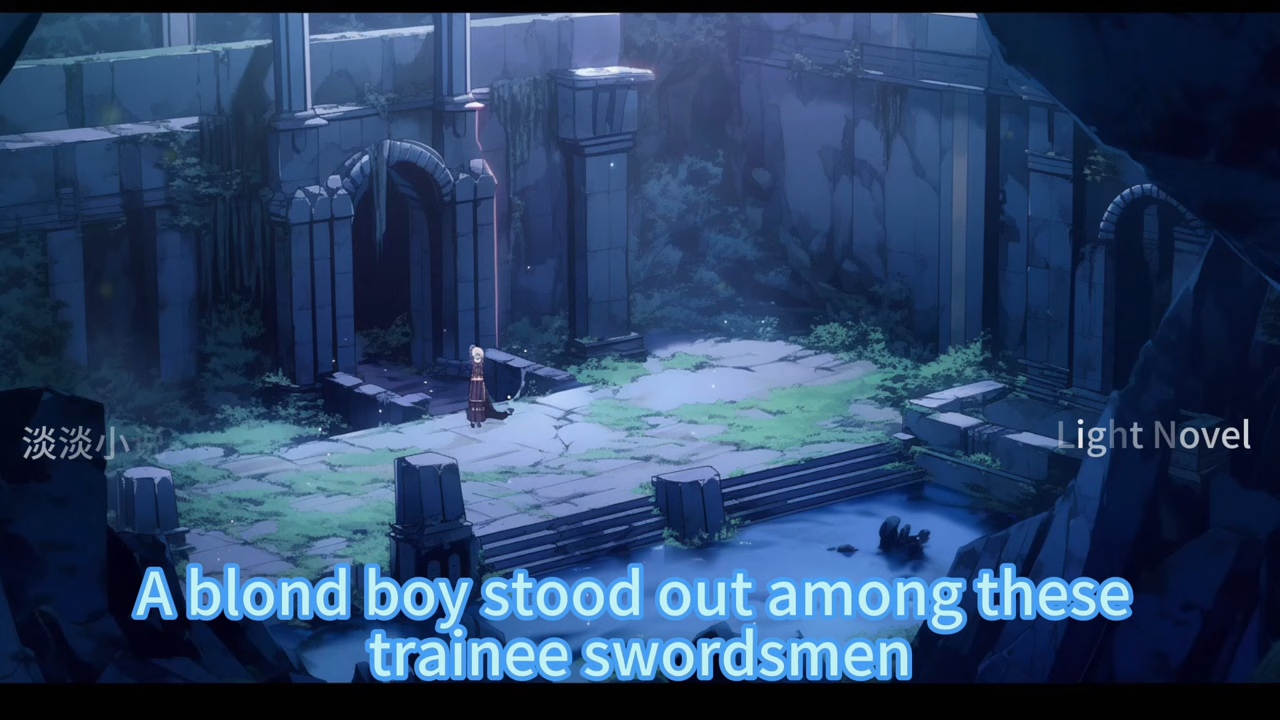 淡淡小
Light Novel
A blond boy stood out among these
trainee swordsmen